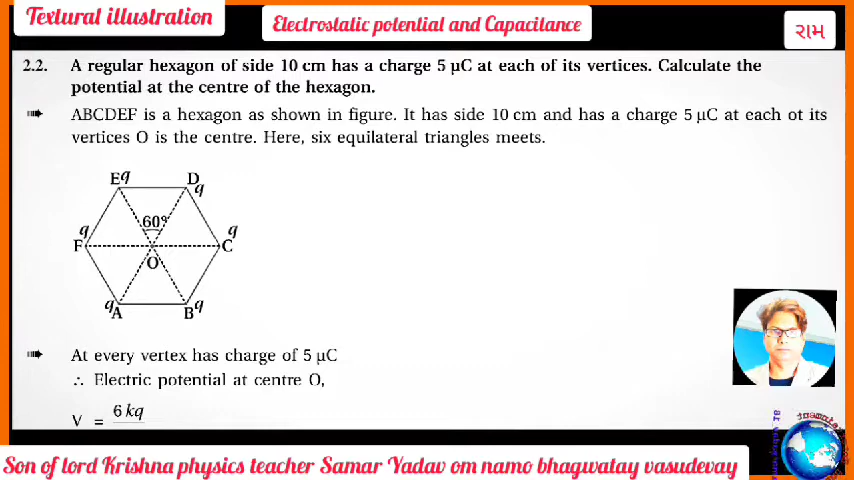 Textural illustration
Electrostatic potential and Capacitance
રામ
2.2. A regular hexagon of side 10 cm has a charge 5 μC at each of its vertices. Calculate the
potential at the centre of the hexagon.
ABCDEF is a hexagon as shown in figure. It has side 10 cm and has a charge 5 μC at each ot its
vertices O is the centre. Here, six equilateral triangles meets.
Eq D
q
60°
q q
F C
O
q q
A B
At every vertex has charge of 5 μC
∴ Electric potential at centre O,
V = 6 kq
Son of lord Krishna physics teacher Samar Yadav om namo bhagwatay vasudevay